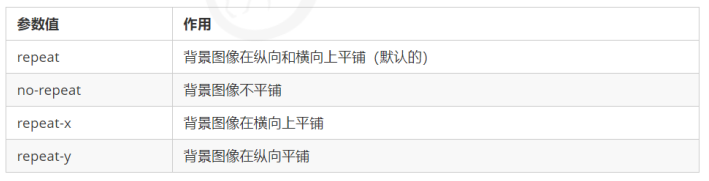 参数值 作用
repeat 背景图像在纵向和横向上平铺（默认的）
no-repeat 背景图像不平铺
repeat-x 背景图像在横向上平铺
repeat-y 背景图像在纵向平铺